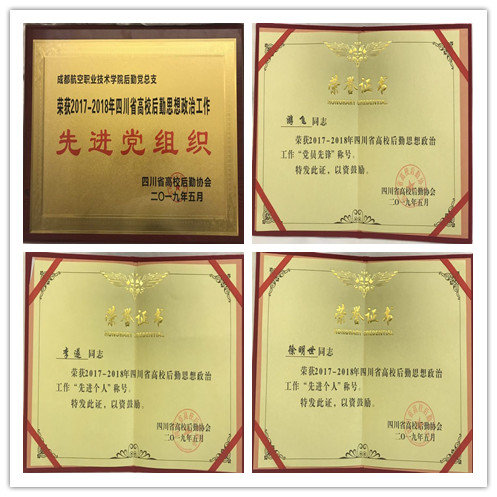 成都航空职业技术学院后勤党总支
荣获2017-2018年四川省高校后勤思想政治工作
先进党组织
四川省高校后勤协会
二〇一九年五月
荣誉证书
游飞同志
荣获2017-2018年四川省高校后勤思想政治
工作“党员先锋”称号。
特发此证，以资鼓励。
四川省高校后勤协会
二〇一九年五月
荣誉证书
李遥同志
荣获2017-2018年四川省高校后勤思想政治
工作“先进个人”称号。
特发此证，以资鼓励。
四川省高校后勤协会
二〇一九年五月
荣誉证书
徐明世同志
荣获2017-2018年四川省高校后勤思想政治
工作“先进个人”称号。
特发此证，以资鼓励。
四川省高校后勤协会
二〇一九年五月